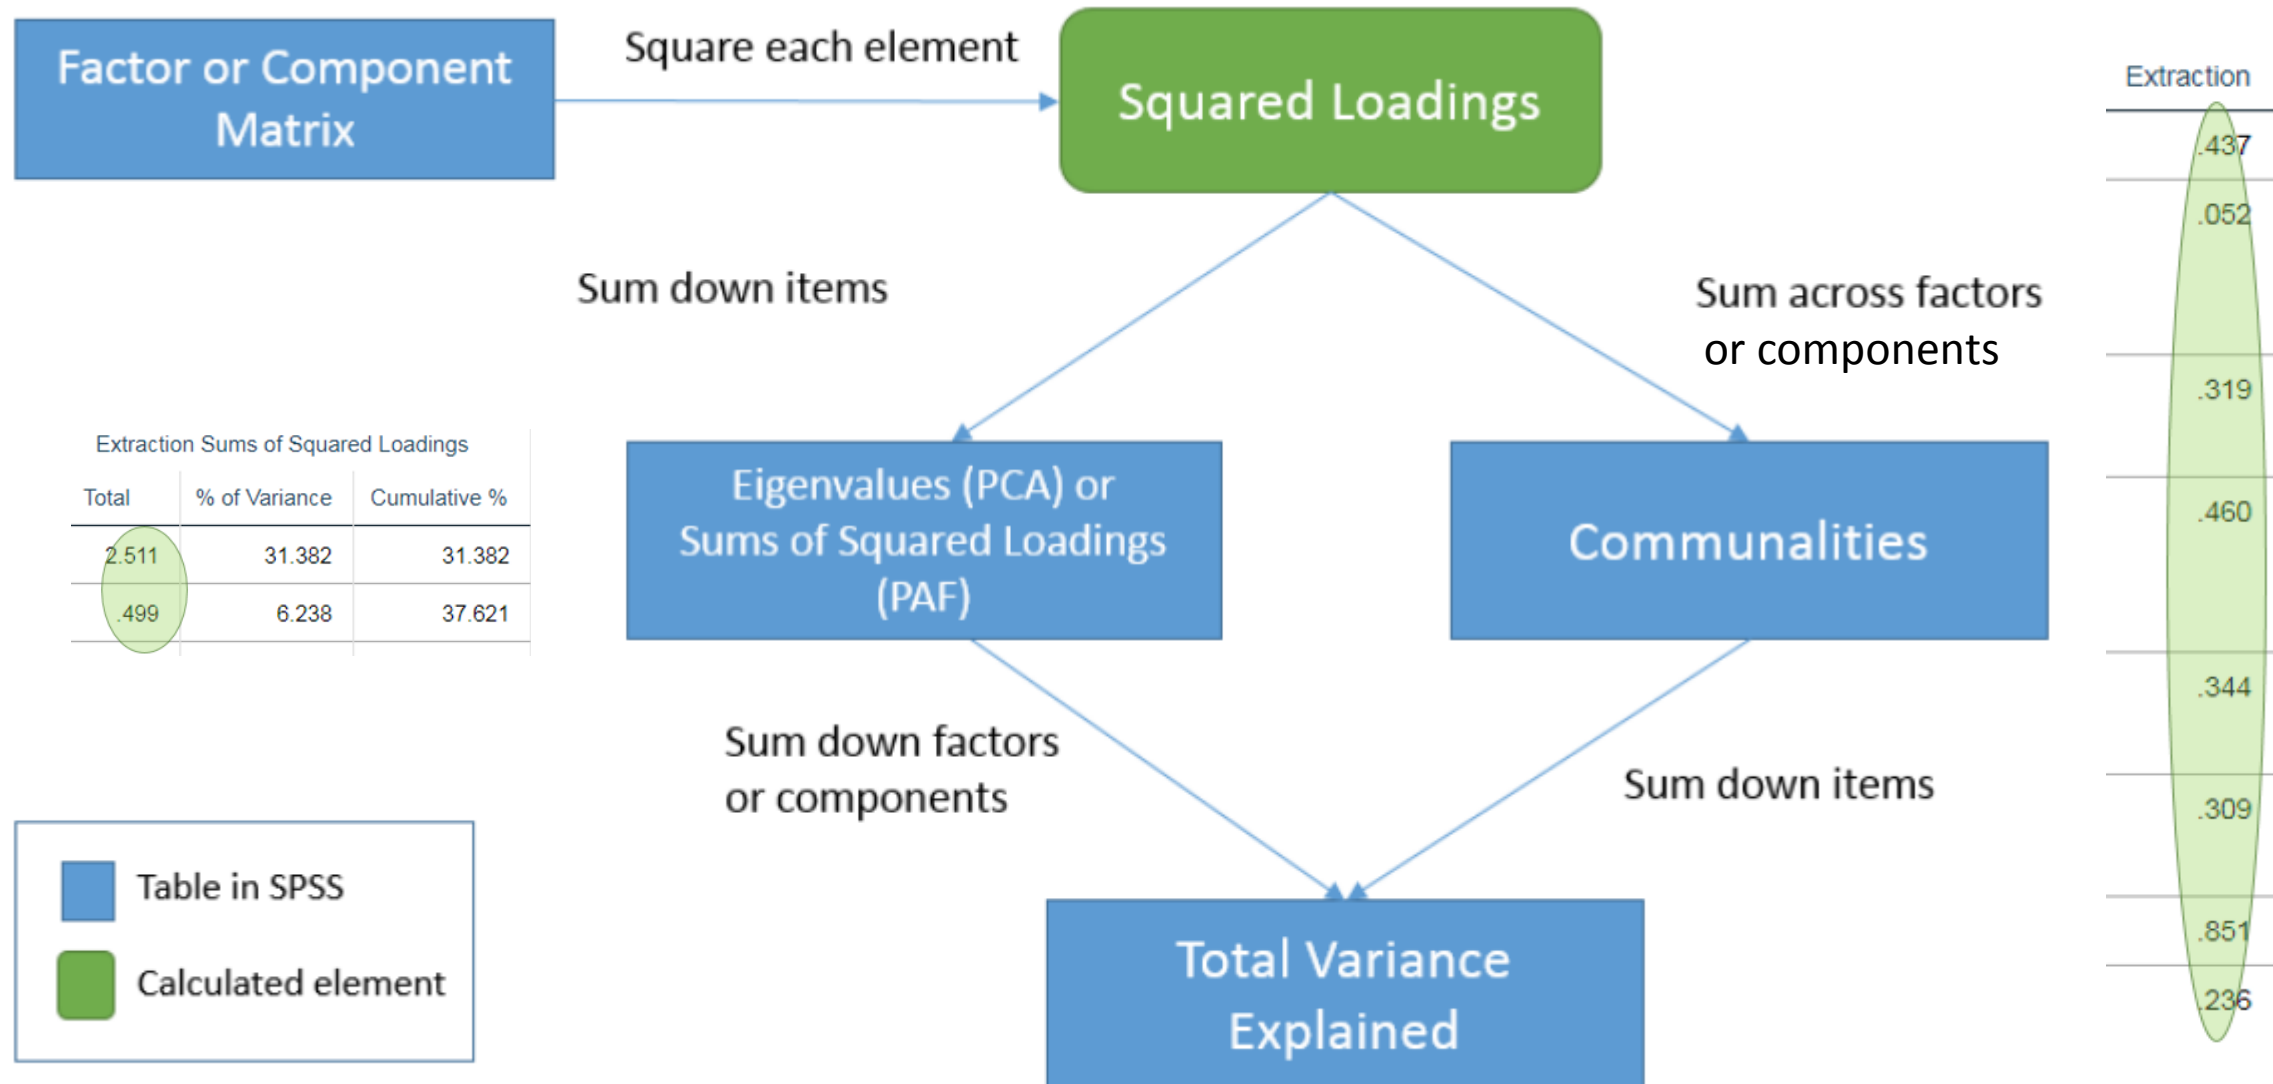 Factor or Component
Matrix
Square each element
Squared Loadings
Sum down items
Sum across factors
or components
Extraction Sums of Squared Loadings
Total % of Variance Cumulative %
2.511 31.382 31.382
.499 6.238 37.621
Eigenvalues (PCA) or
Sums of Squared Loadings
(PAF)
Communalities
Sum down factors
or components
Sum down items
Total Variance
Explained
Table in SPSS
Calculated element
Extraction
.437
.052
.319
.460
.344
.309
.851
.236